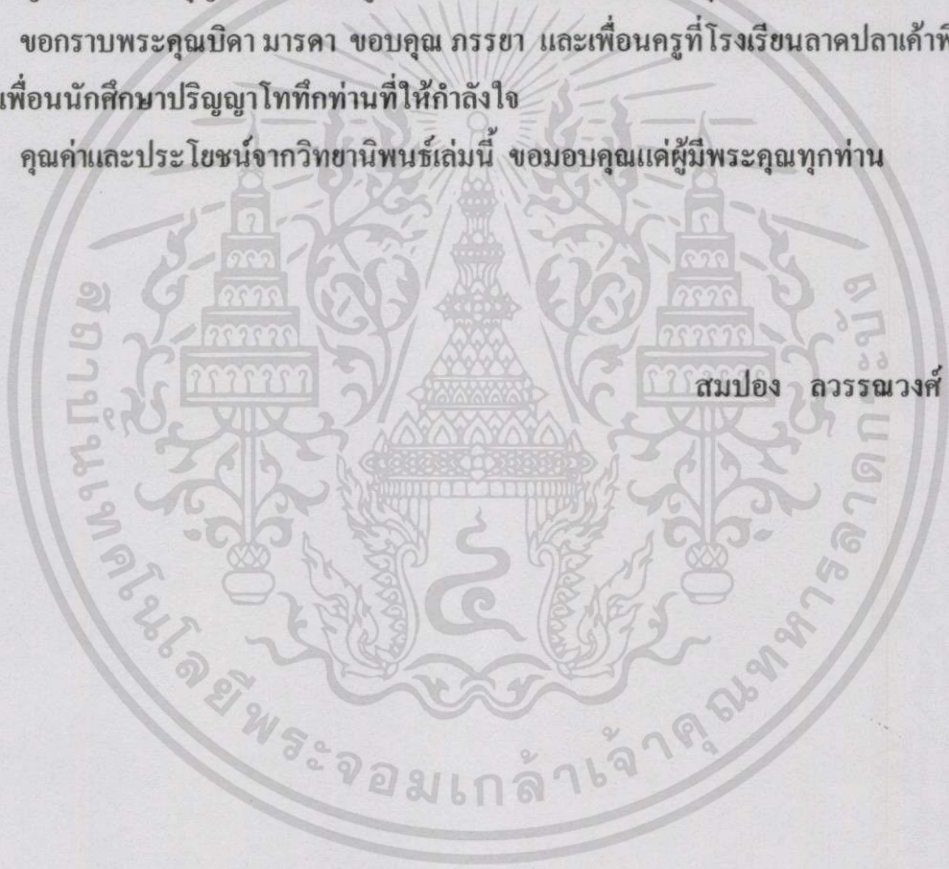 ขอกราบพระคุณบิดา มารดา ขอบคุณ ภรรยา และเพื่อนครูที่โรงเรียนลาดปลาเค้า
เพื่อนนักศึกษาปริญญาโททึกท่านที่ให้กำลังใจ
คุณค่าและประโยชน์จากวิทยานิพนธ์เล่มนี้ ขอมอบคุณแด่ผู้มีพระคุณทุกท่าน
สมปอง ลวรรณวงศ์
สถาบันเทคโนโลยีพระจอมเกล้าเจ้าคุณทหารลาดกระบัง